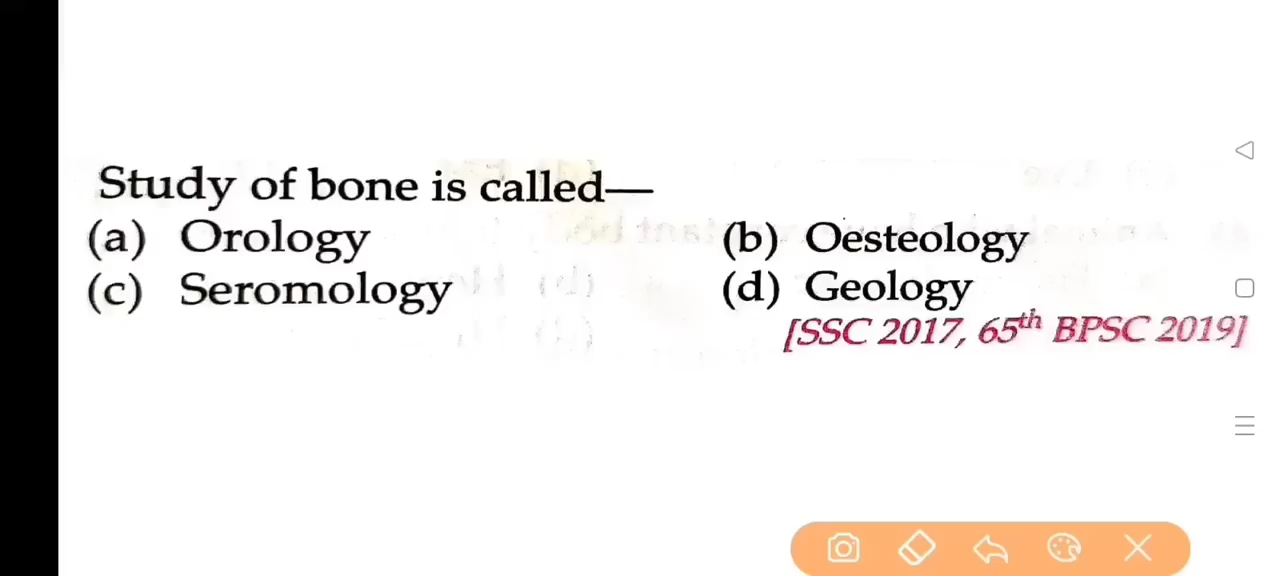 Study of bone is called—
(a) Orology (b) Oesteology
(c) Seromology (d) Geology
[SSC 2017, 65th BPSC 2019]